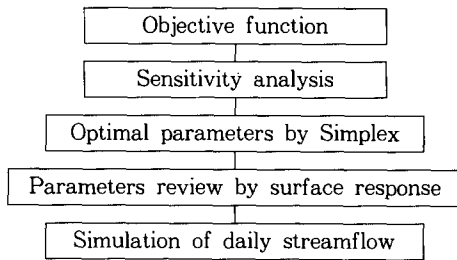 Objective function
Sensitivity analysis
Optimal parameters by Simplex
Parameters review by surface response
Simulation of daily streamflow